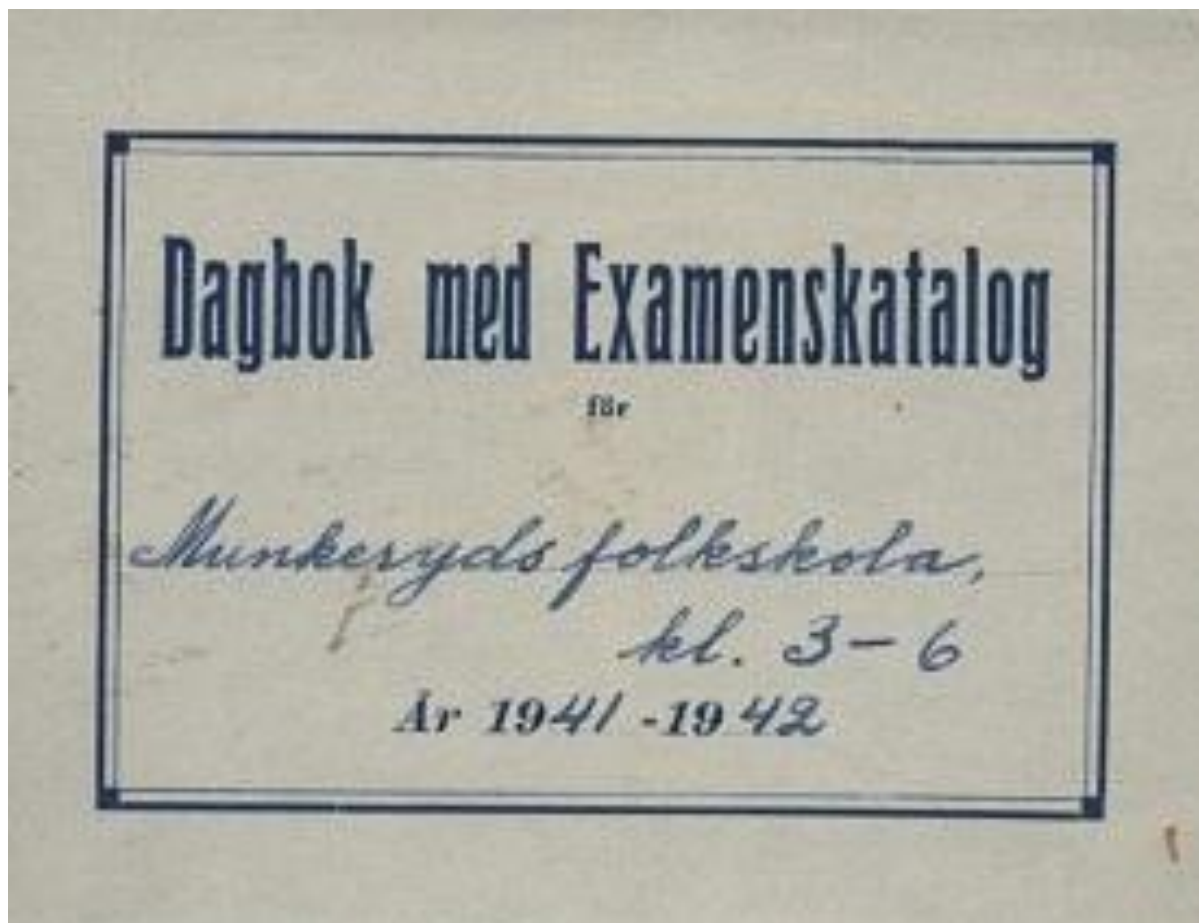 Dagbok med Examenskatalog
för
Munkeryds folkskola,
kl. 3-6
År 1941-1942